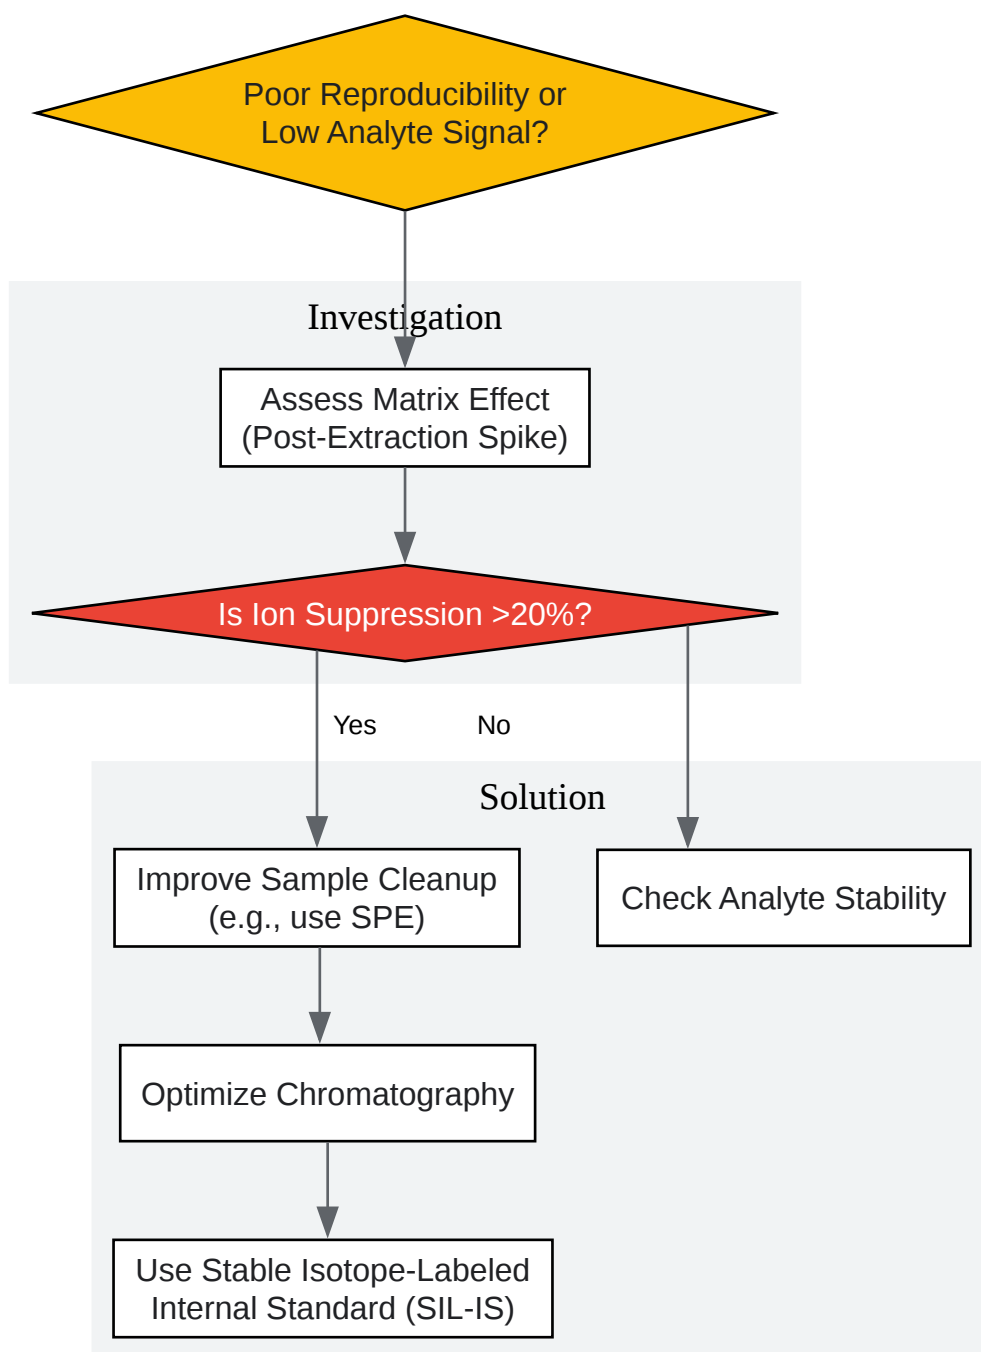 Poor Reproducibility or
Low Analyte Signal?
Investigation
Assess Matrix Effect
(Post-Extraction Spike)
Is Ion Suppression >20%?
Yes
No
Solution
Improve Sample Cleanup
(e.g., use SPE)
Check Analyte Stability
Optimize Chromatography
Use Stable Isotope-Labeled
Internal Standard (SIL-IS)